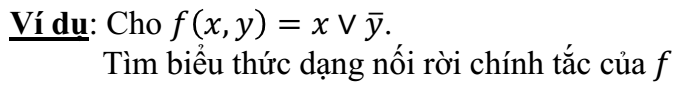 Ví dụ: Cho f(x, y) = x ∨ ȳ.
Tìm biểu thức dạng nối rời chính tắc của f